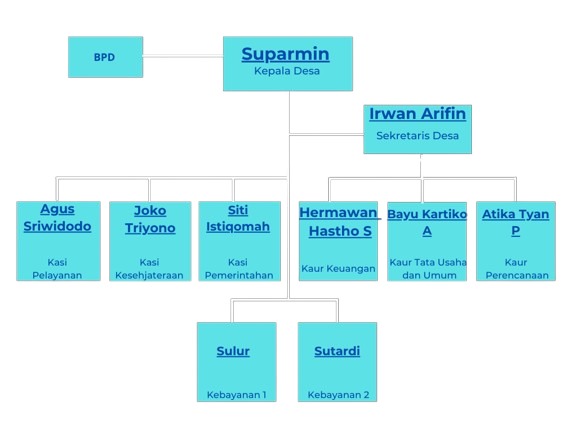 BPD
Suparmin
Kepala Desa
Irwan Arifin
Sekretaris Desa
Agus
Sriwidodo
Kasi
Pelayanan
Joko
Triyono
Kasi
Kesehjateraan
Siti
Istiqomah
Kasi
Pemerintahan
Hermawan
Hastho S
Kaur Keuangan
Bayu Kartiko
A
Kaur Tata Usaha
dan Umum
Atika Tyan
P
Kaur
Perencanaan
Sulur
Kebayanan 1
Sutardi
Kebayanan 2